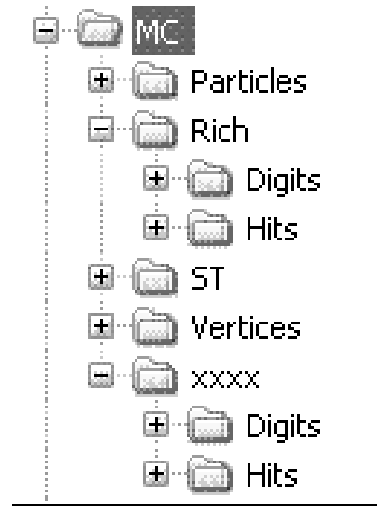 MC
Particles
Rich
Digits
Hits
ST
Vertices
xxxx
Digits
Hits